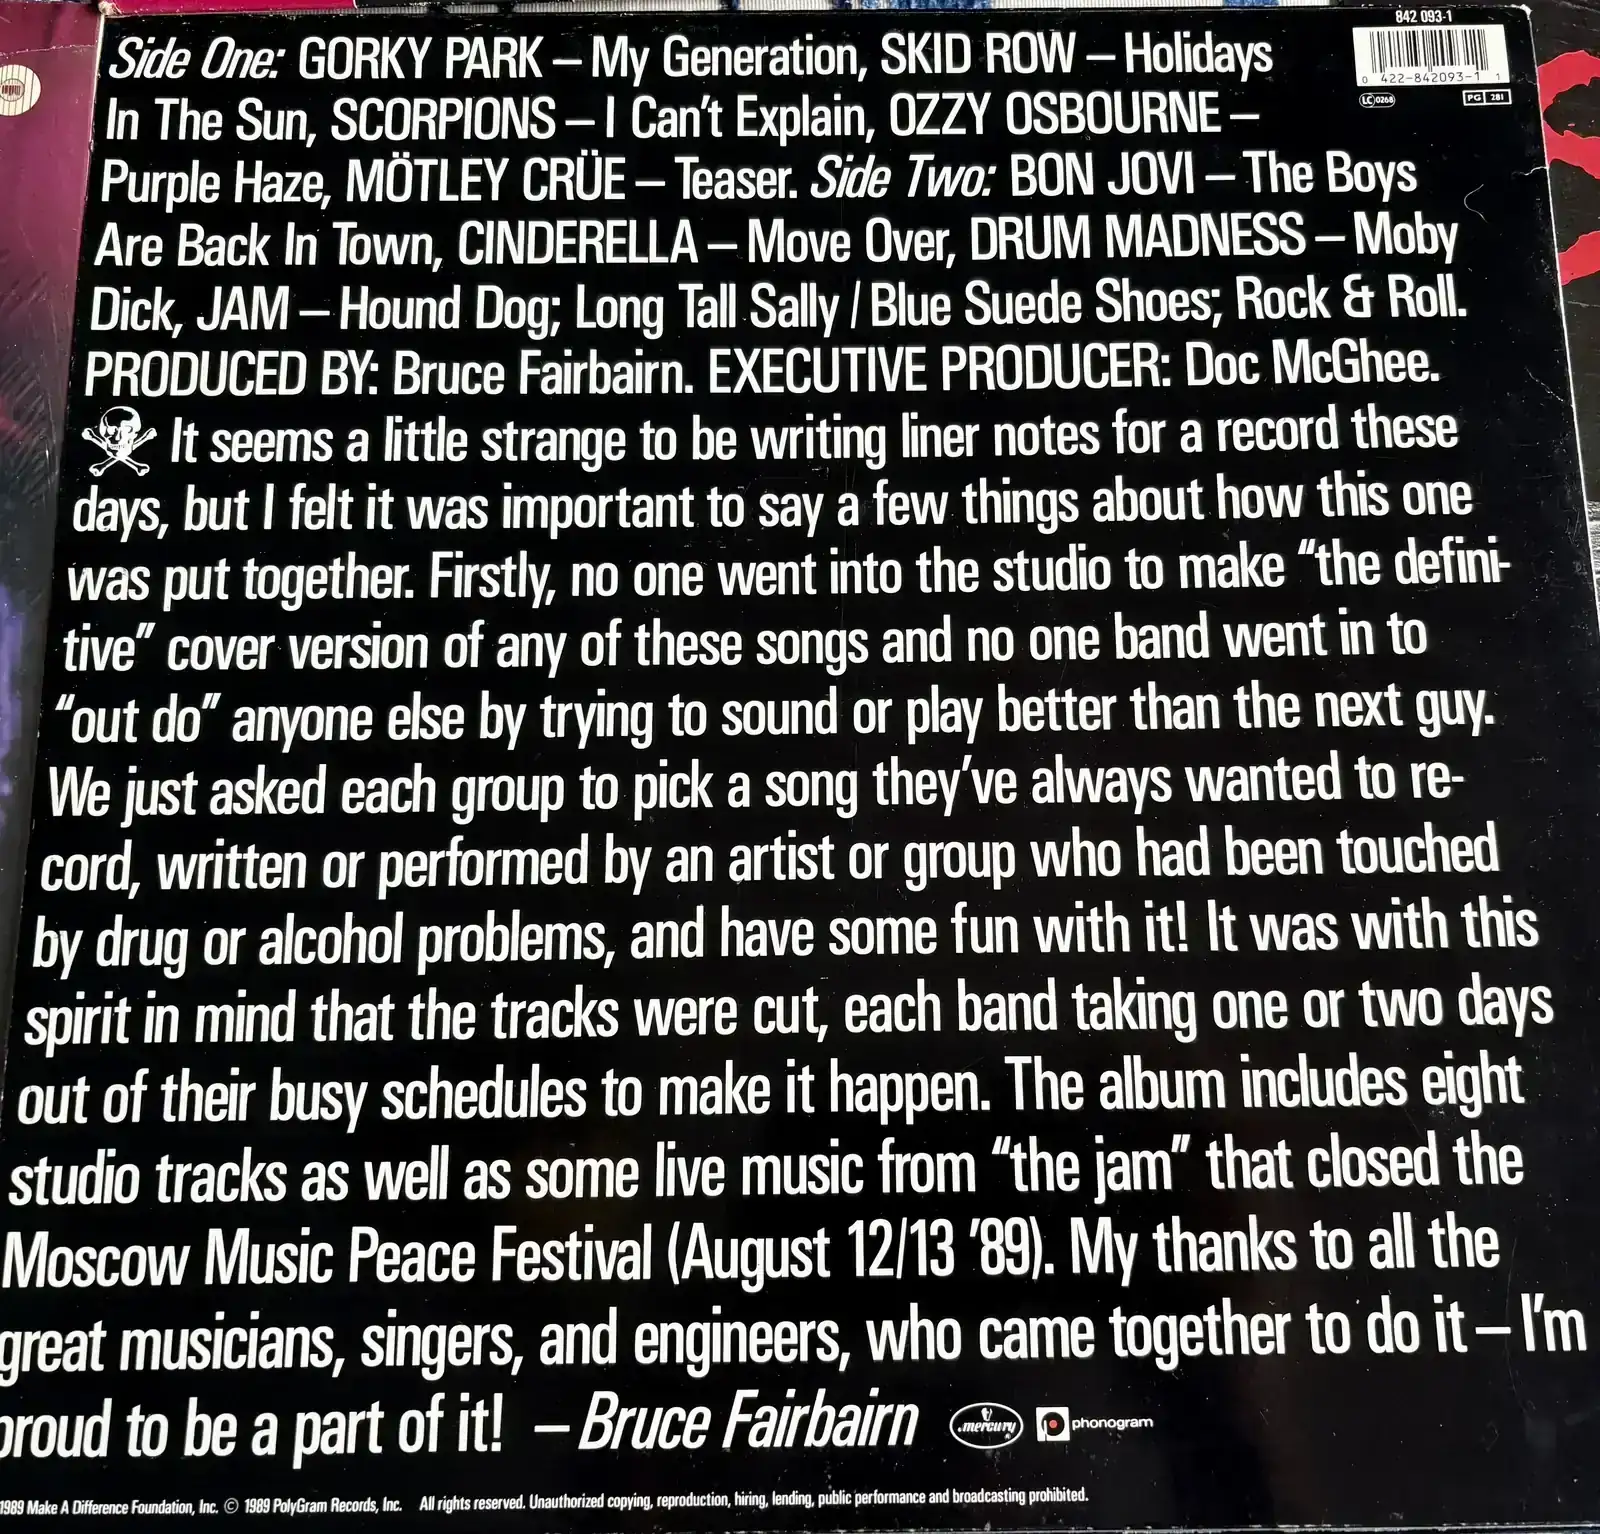 842 093-1
0 422-842093-1 1
LC 0268
PG 281
Side One: GORKY PARK – My Generation, SKID ROW – Holidays
In The Sun, SCORPIONS – I Can't Explain, OZZY OSBOURNE –
Purple Haze, MÖTLEY CRÜE – Teaser. Side Two: BON JOVI – The Boys
Are Back In Town, CINDERELLA – Move Over, DRUM MADNESS – Moby
Dick, JAM – Hound Dog; Long Tall Sally / Blue Suede Shoes; Rock & Roll.
PRODUCED BY: Bruce Fairbairn. EXECUTIVE PRODUCER: Doc McGhee.
It seems a little strange to be writing liner notes for a record these
days, but I felt it was important to say a few things about how this one
was put together. Firstly, no one went into the studio to make "the defini-
tive" cover version of any of these songs and no one band went in to
"out do" anyone else by trying to sound or play better than the next guy.
We just asked each group to pick a song they've always wanted to re-
cord, written or performed by an artist or group who had been touched
by drug or alcohol problems, and have some fun with it! It was with this
spirit in mind that the tracks were cut, each band taking one or two days
out of their busy schedules to make it happen. The album includes eight
studio tracks as well as some live music from "the jam" that closed the
Moscow Music Peace Festival (August 12/13 '89). My thanks to all the
great musicians, singers, and engineers, who came together to do it – I'm
proud to be a part of it! – Bruce Fairbairn mercury phonogram
1989 Make A Difference Foundation, Inc. © 1989 PolyGram Records, Inc. All rights reserved. Unauthorized copying, reproduction, hiring, lending, public performance and broadcasting prohibited.